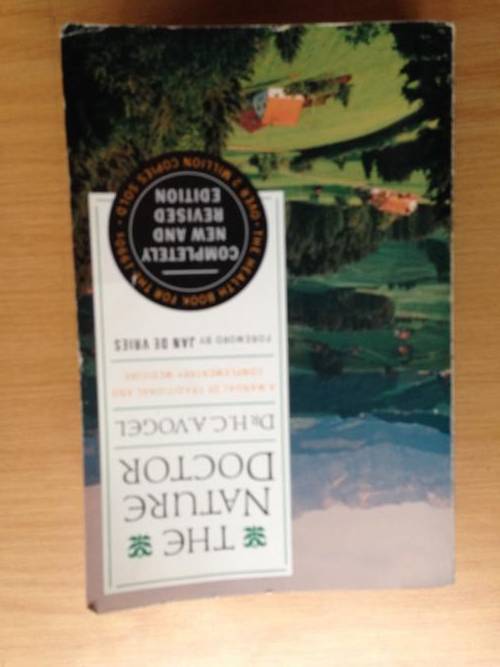 THE
NATURE
DOCTOR
DR H.C.A.VOGEL
A MANUAL OF TRADITIONAL AND
COMPLEMENTARY MEDICINE
FOREWORD BY JAN DE VRIES
· THE HEALTH BOOK FOR THE 1990s ·
OVER 2 MILLION COPIES SOLD
COMPLETELY
NEW AND
REVISED
EDITION